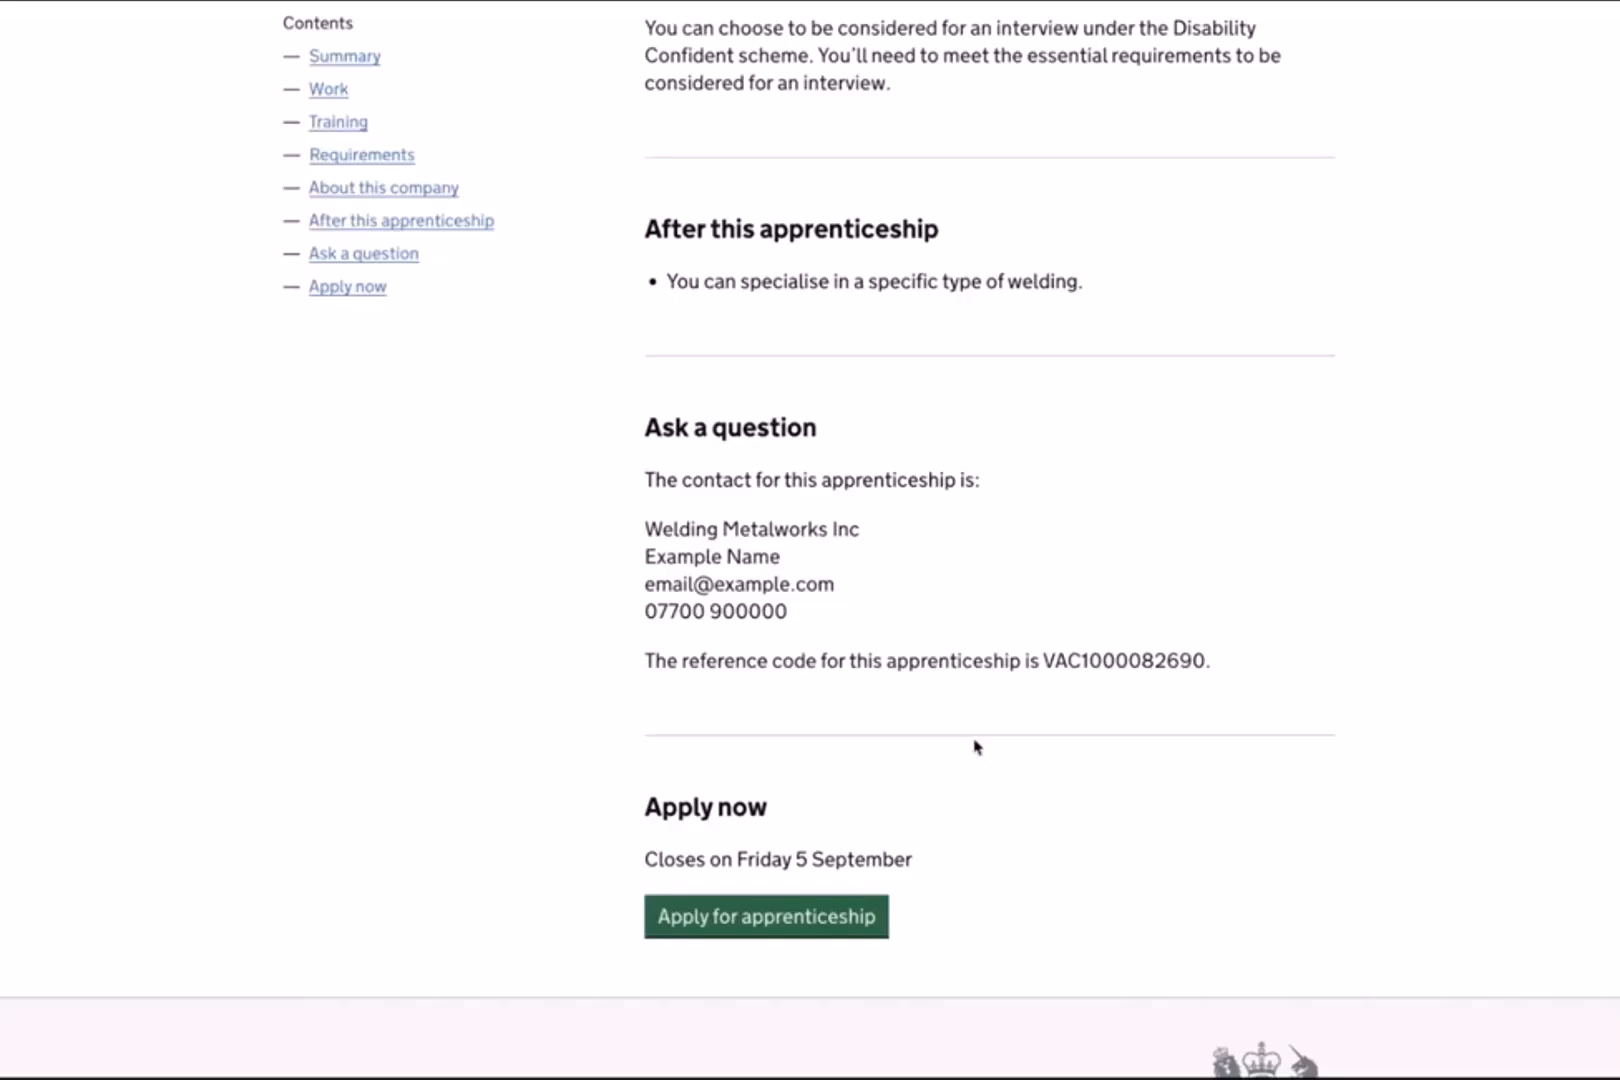 Contents
— Summary
— Work
— Training
— Requirements
— About this company
— After this apprenticeship
— Ask a question
— Apply now
You can choose to be considered for an interview under the Disability
Confident scheme. You’ll need to meet the essential requirements to be
considered for an interview.
After this apprenticeship
• You can specialise in a specific type of welding.
Ask a question
The contact for this apprenticeship is:
Welding Metalworks Inc
Example Name
email@example.com
07700 900000
The reference code for this apprenticeship is VAC1000082690.
Apply now
Closes on Friday 5 September
Apply for apprenticeship